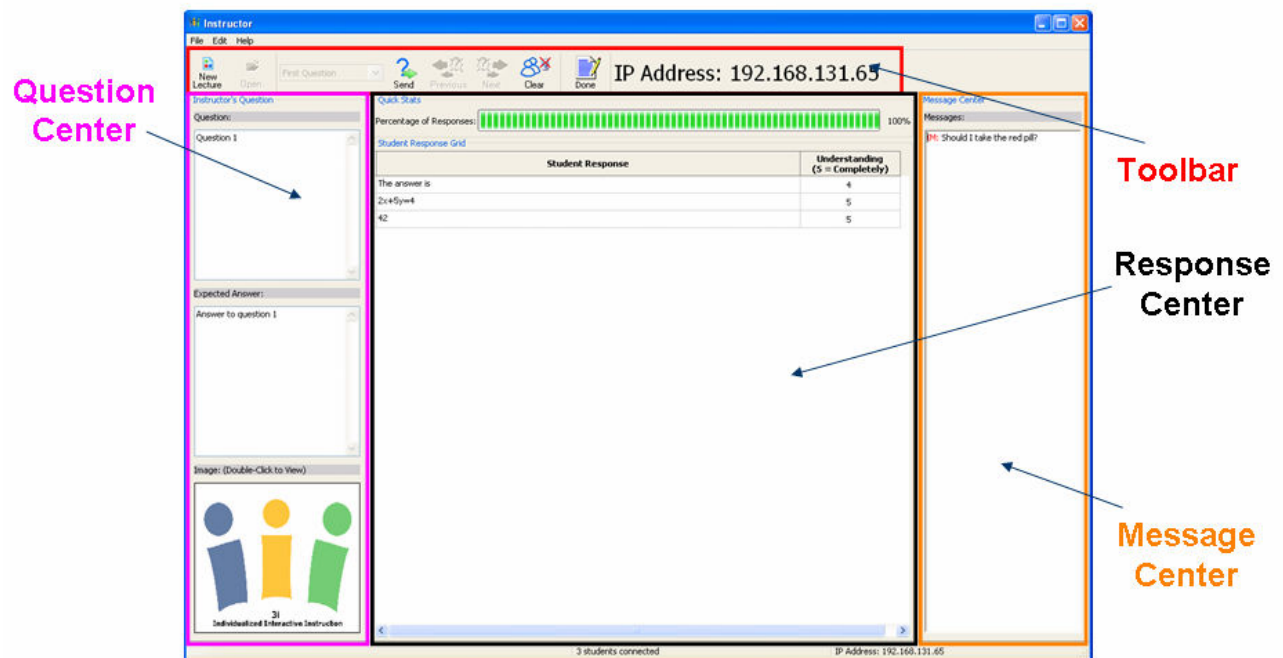 Instructor
File Edit Help
New Lecture
Open
First Question
Send
Previous
Next
Clear
Done
IP Address: 192.168.131.65
Question Center
Instructor's Question
Question:
Question 1
Expected Answer:
Answer to question 1
Image: (Double-Click to View)
3i
Individualized Interactive Instruction
Quick Stats
Percentage of Responses:
100%
Student Response Grid
Student Response
Understanding
(5 = Completely)
The answer is
4
2x+5y=4
5
42
5
Message Center
Messages:
M: Should I take the red pill?
Toolbar
Response
Center
Message
Center
3 students connected
IP Address: 192.168.131.65